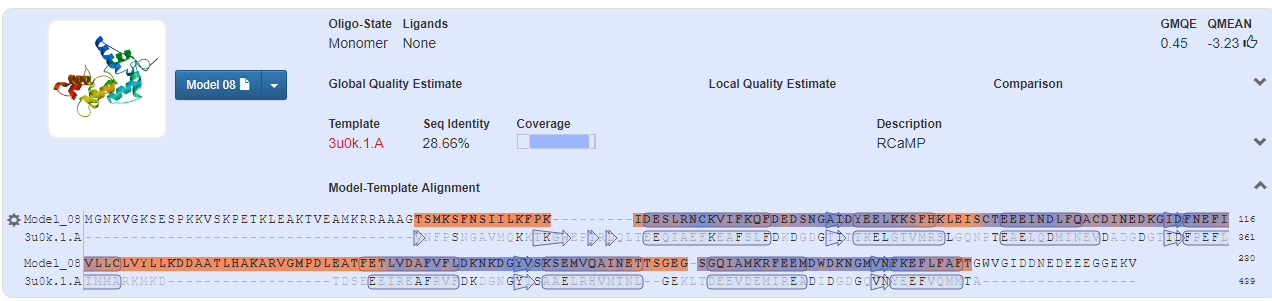 Oligo-State Ligands GMQE QMEAN
Monomer None 0.45 -3.23
Model 08
Global Quality Estimate Local Quality Estimate Comparison
Template Seq Identity Coverage Description
3u0k.1.A 28.66% RCaMP
Model-Template Alignment
Model_08 MGNKVGKSESPKKVSKPETKLEAKTVEAMKRRAAAGTSMKSFNSIILKFPK----------IDESLRNCKVIFKQFDEDSNGAIDYEELKKSFHKLEISCTEEEINDLFQACDINEDKGIDFNEFI 116
3u0k.1.A 361
Model_08 VLLCLVYLLKDDAATLHAKARVGMPDLEATFETLVDAFVFLDKNKDGYVSKSEMVQAINETTSGEG-SGQIAMKRFEEMDWDKNGMVNFKEFLFAFTGWVGIDDNEDEEEGGEKV 230
3u0k.1.A 439